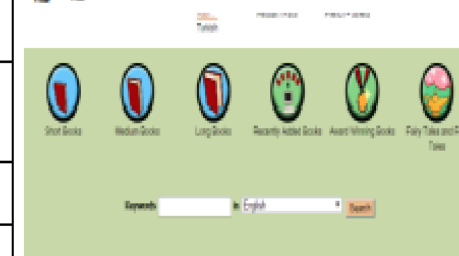 Turkish
Short Books
Medium Books
Long Books
Recently Added Books
Award Winning Books
Fairy Tales and
Tales
Keywords
in
English
Search